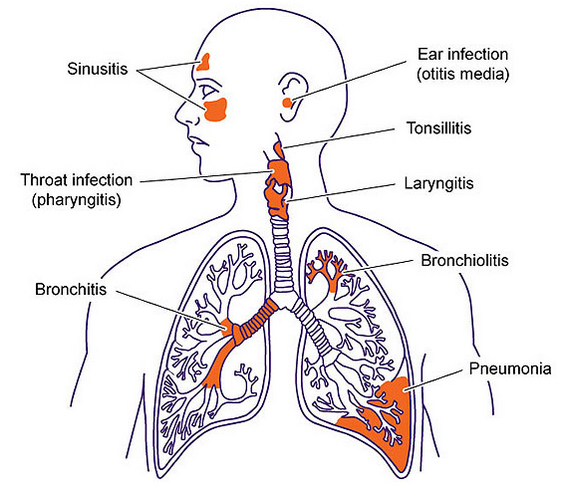 Sinusitis
Ear infection
(otitis media)
Tonsillitis
Throat infection
(pharyngitis)
Laryngitis
Bronchiolitis
Bronchitis
Pneumonia